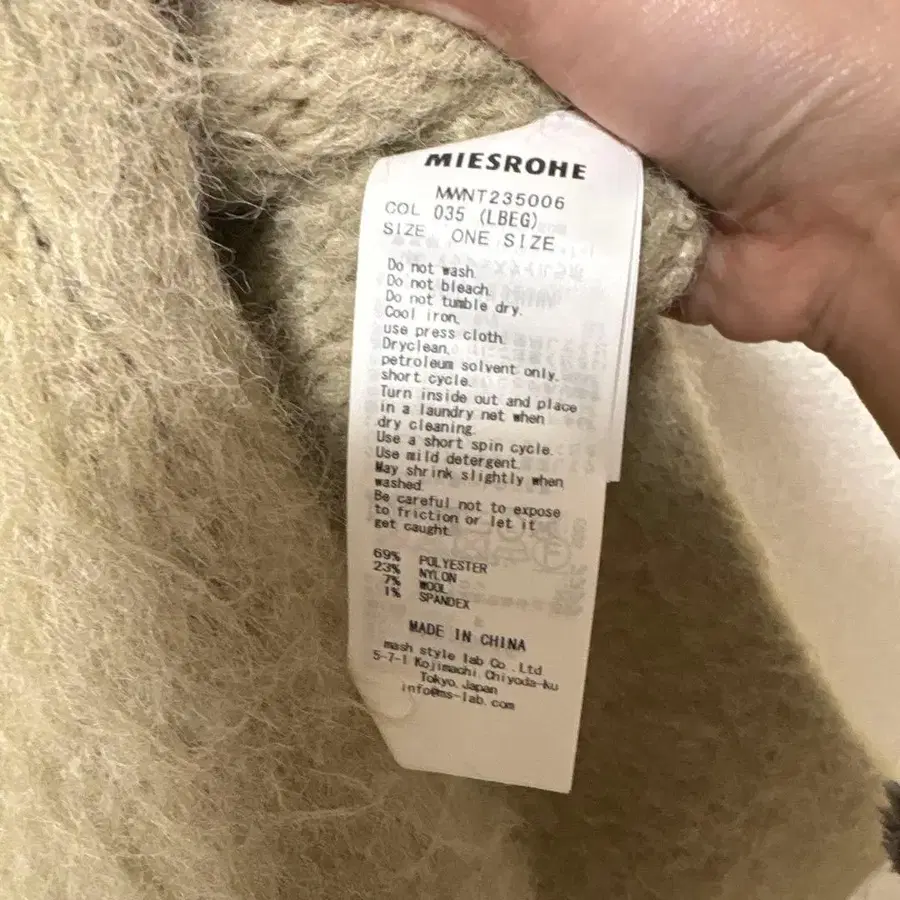 MIESROHE
MWNT235006
COL 035 (LBEG)
SIZE ONE SIZE
Do not wash.
Do not bleach.
Do not tumble dry.
Cool iron,
use press cloth.
Dryclean,
petroleum solvent only,
short cycle.
Turn inside out and place
in a laundry net when
dry cleaning.
Use a short spin cycle.
Use mild detergent.
May shrink slightly when
washed.
Be careful not to expose
to friction or let it
get caught.
69% POLYESTER
23% NYLON
7% WOOL
1% SPANDEX
MADE IN CHINA
mash style lab Co.,Ltd.
5-7-1 Kojimachi,Chiyoda-Ku
Tokyo,Japan
info@ms-lab.com